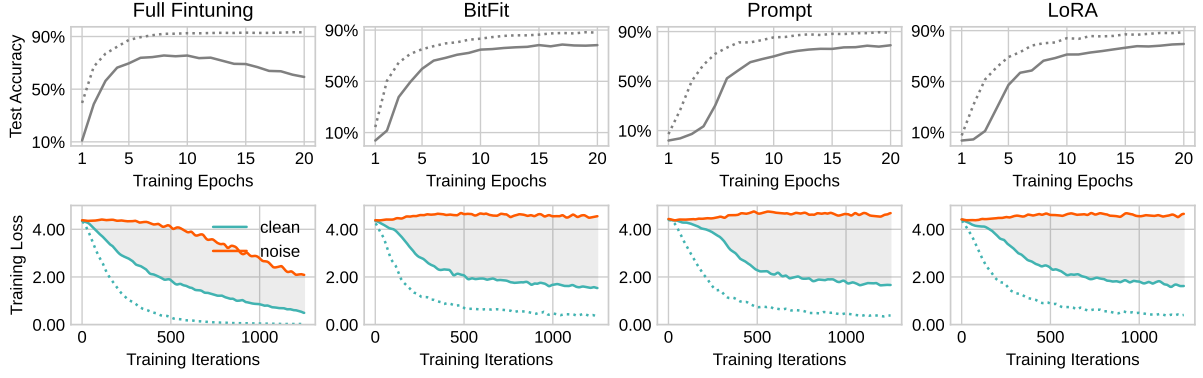 Full Fintuning
BitFit
Prompt
LoRA
Test Accuracy
90%
50%
10%
1 5 10 15 20
Training Epochs
90%
50%
10%
1 5 10 15 20
Training Epochs
90%
50%
10%
1 5 10 15 20
Training Epochs
90%
50%
10%
1 5 10 15 20
Training Epochs
Training Loss
4.00
2.00
0.00
clean
noise
0 500 1000
Training Iterations
4.00
2.00
0.00
0 500 1000
Training Iterations
4.00
2.00
0.00
0 500 1000
Training Iterations
4.00
2.00
0.00
0 500 1000
Training Iterations